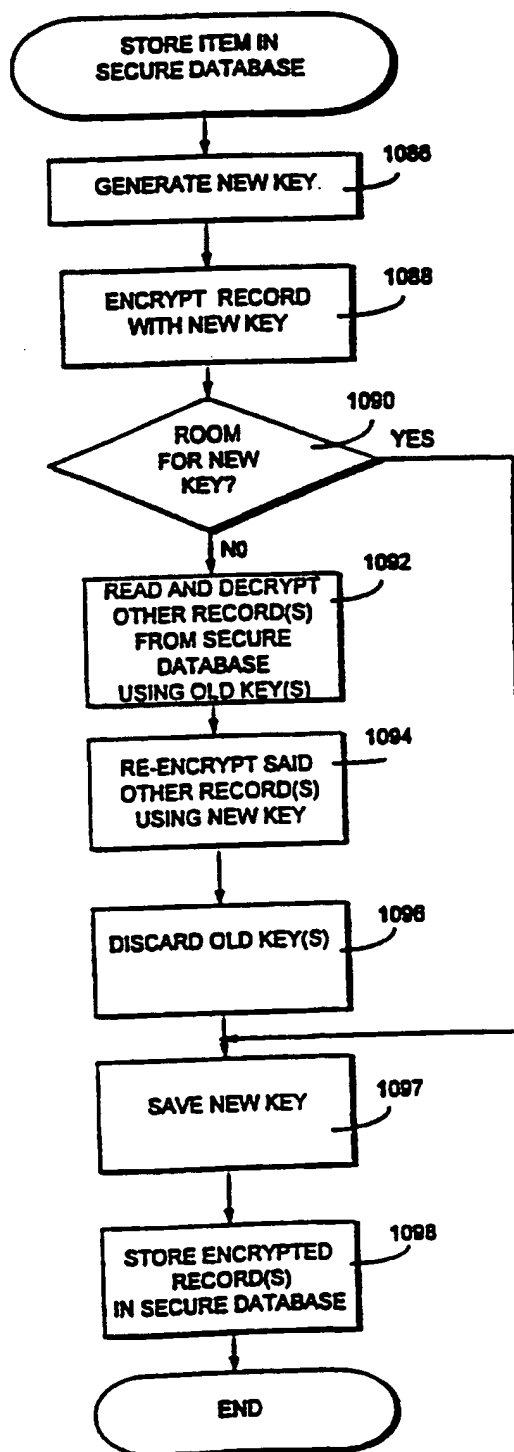 STORE ITEM IN
SECURE DATABASE
1086
GENERATE NEW KEY
1088
ENCRYPT RECORD
WITH NEW KEY
1090
ROOM
FOR NEW
KEY?
YES
NO
1092
READ AND DECRYPT
OTHER RECORD(S)
FROM SECURE
DATABASE
USING OLD KEY(S)
1094
RE-ENCRYPT SAID
OTHER RECORD(S)
USING NEW KEY
1096
DISCARD OLD KEY(S)
SAVE NEW KEY
1097
1098
STORE ENCRYPTED
RECORD(S)
IN SECURE DATABASE
END